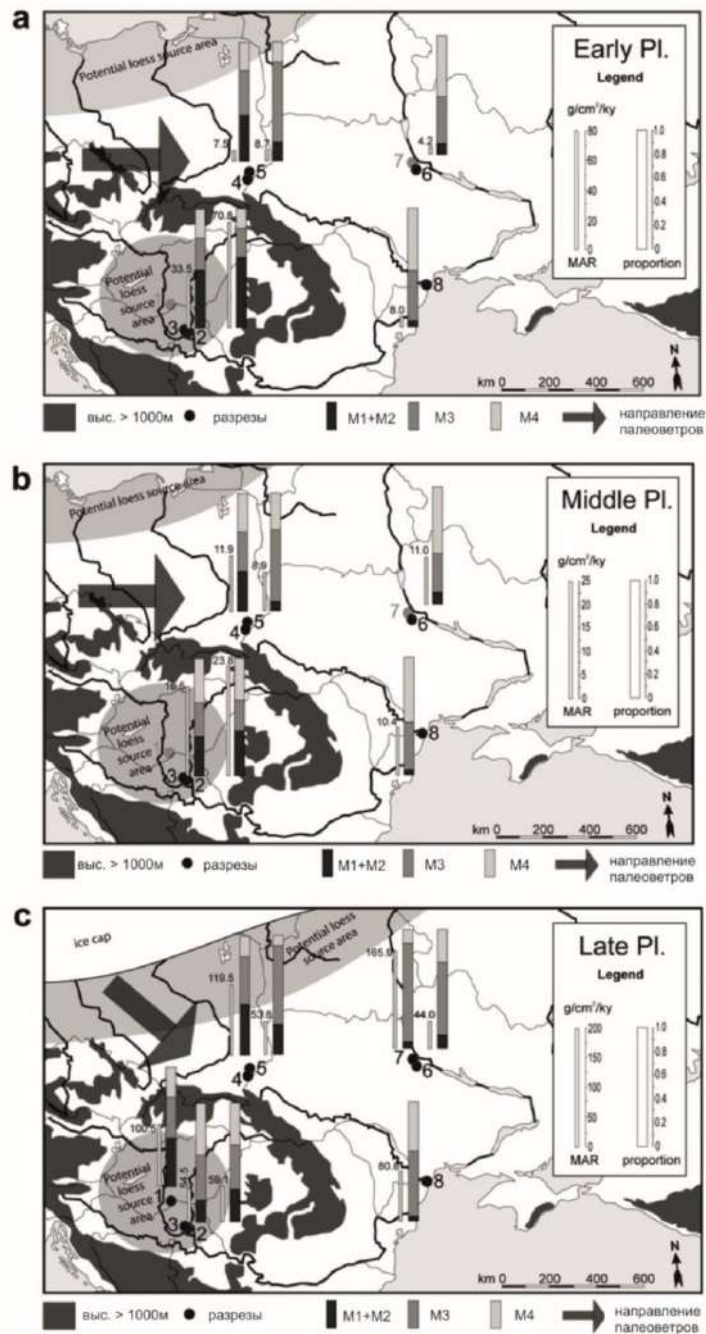 a
Potential loess source area
Early Pl.
Legend
g/cm²/ky
80
60
40
20
0
MAR
1.0
0.8
0.6
0.4
0.2
0
proportion
7.5
8.7
4.2
4
5
7
6
70.8
33.5
Potential
loess
source
area
3
2
8.0
8
N
km 0 200 400 600
выс. > 1000м
разрезы
M1+M2
M3
M4
направление
палеоветров
b
Potential loess source area
Middle Pl.
Legend
g/cm²/ky
25
20
15
10
5
0
MAR
1.0
0.8
0.6
0.4
0.2
0
proportion
11.9
8.9
11.0
4
5
7
6
23.8
Potential
loess
source
area
3
2
10.4
8
N
km 0 200 400 600
выс. > 1000м
разрезы
M1+M2
M3
M4
направление
палеоветров
c
ice cap
Potential loess
source area
Late Pl.
Legend
g/cm²/ky
200
150
100
50
0
MAR
1.0
0.8
0.6
0.4
0.2
0
proportion
119.5
53.8
165.9
44.0
4
5
7
6
100.5
Potential
loess
source
area
1
3
2
59.1
80.8
8
N
km 0 200 400 600
выс. > 1000м
разрезы
M1+M2
M3
M4
направление
палеоветров